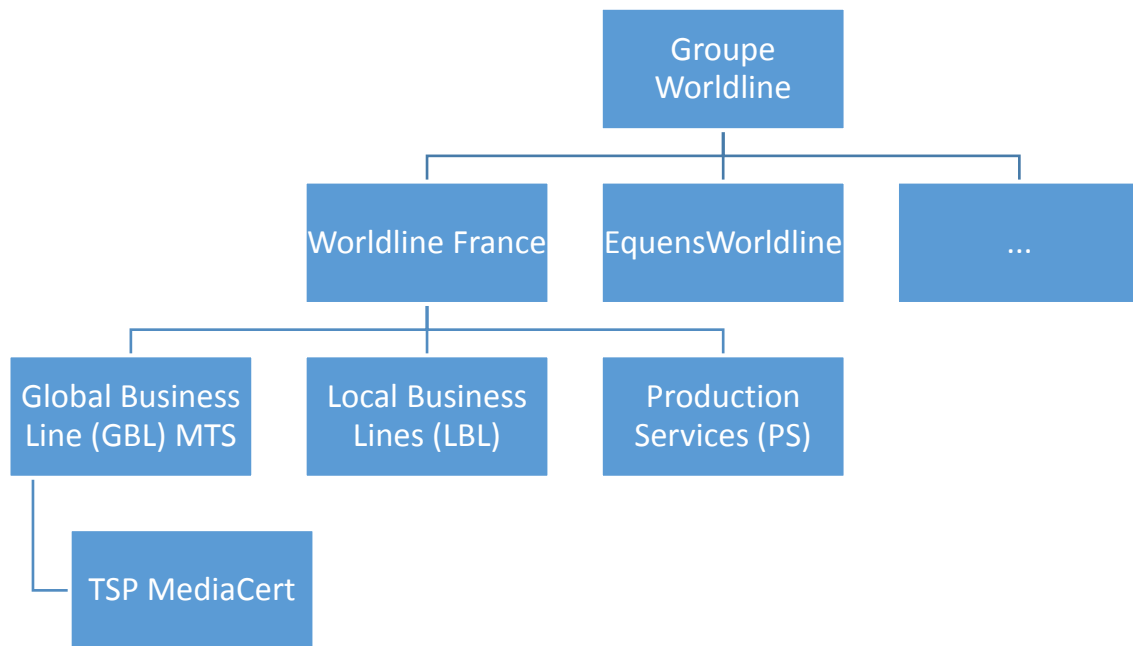 Groupe
Worldline
Worldline France
EquensWorldline
...
Global Business
Line (GBL) MTS
Local Business
Lines (LBL)
Production
Services (PS)
TSP MediaCert